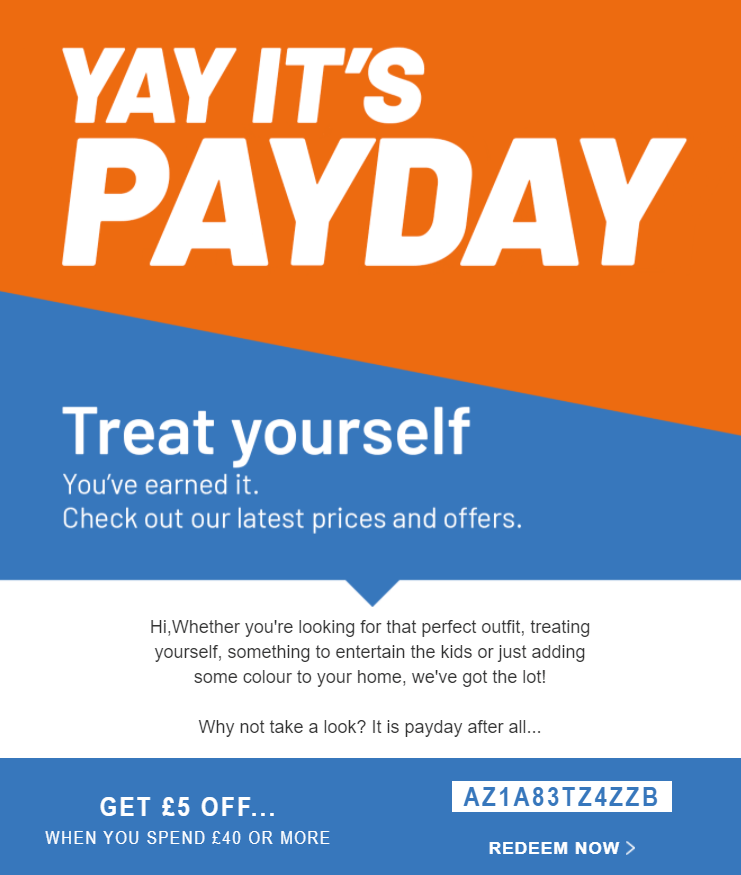 YAY IT'S
PAYDAY
Treat yourself
You've earned it.
Check out our latest prices and offers.
Hi,Whether you're looking for that perfect outfit, treating
yourself, something to entertain the kids or just adding
some colour to your home, we've got the lot!
Why not take a look? It is payday after all...
GET £5 OFF...
WHEN YOU SPEND £40 OR MORE
AZ1A83TZ4ZZB
REDEEM NOW >